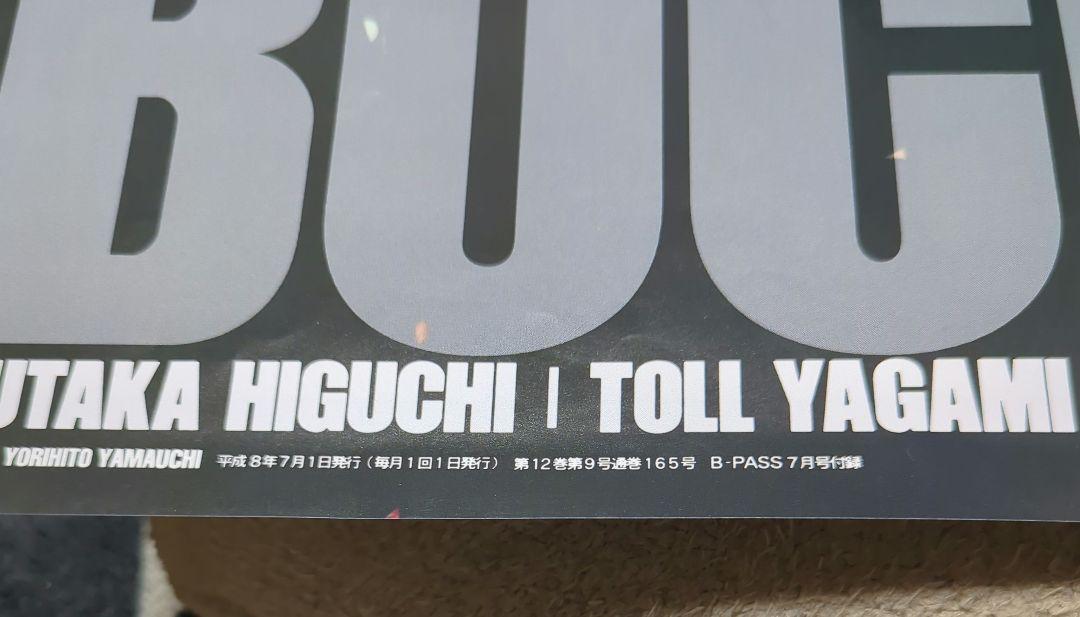 BUC
UTAKA HIGUCHI | TOLL YAGAMI
YORIHITO YAMAUCHI 平成8年7月1日発行(毎月1回1日発行) 第12巻第9号通巻165号 B-PASS 7月号付録